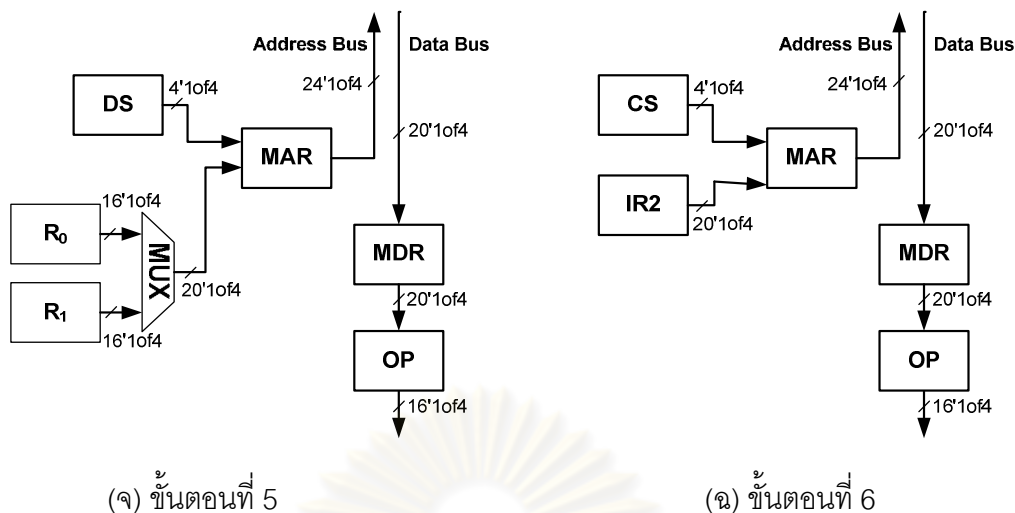 Address Bus
Data Bus
DS
4'1of4
24'1of4
20'1of4
MAR
16'1of4
R₀
MUX
20'1of4
R₁
16'1of4
MDR
20'1of4
OP
16'1of4
(จ) ขั้นตอนที่ 5
Address Bus
Data Bus
CS
4'1of4
24'1of4
20'1of4
MAR
IR2
20'1of4
MDR
20'1of4
OP
16'1of4
(ฉ) ขั้นตอนที่ 6